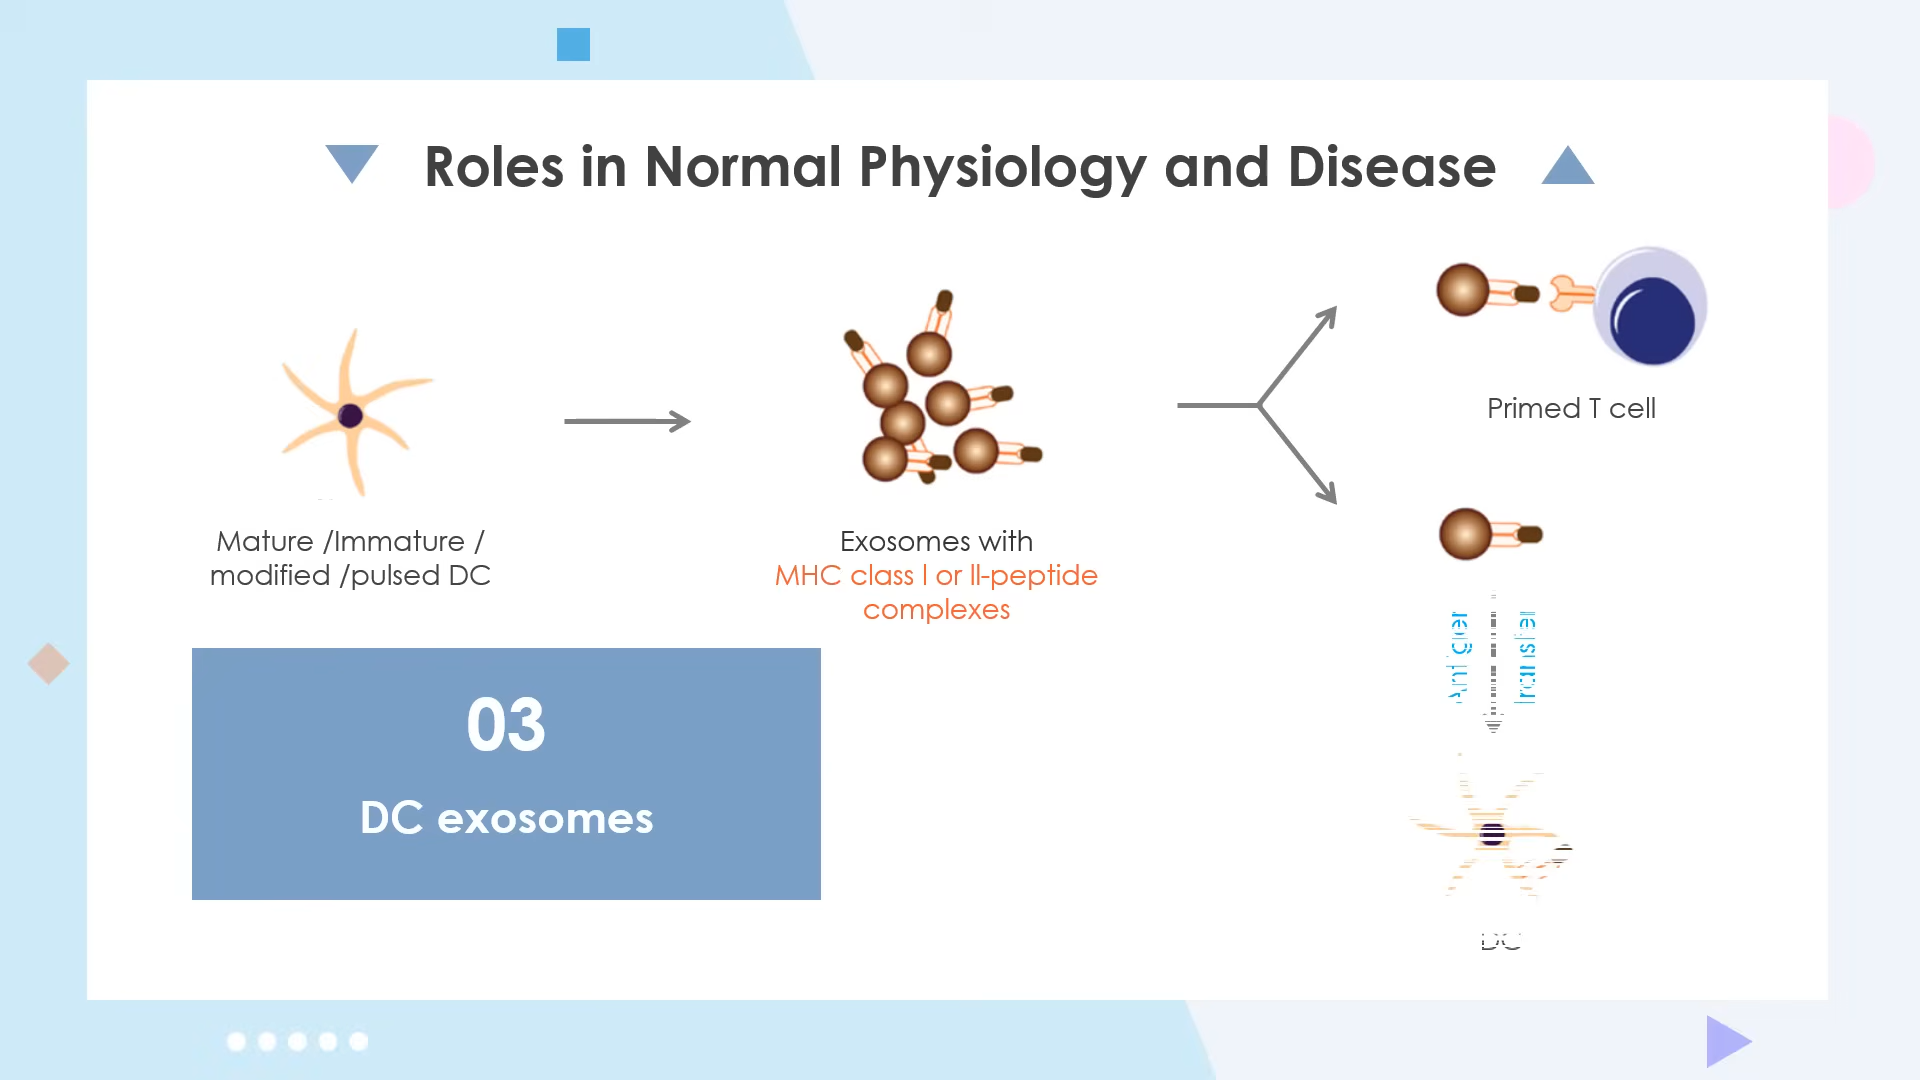 Roles in Normal Physiology and Disease
Primed T cell
Mature /Immature /
modified /pulsed DC
Exosomes with
MHC class I or II-peptide
complexes
03
DC exosomes
DC